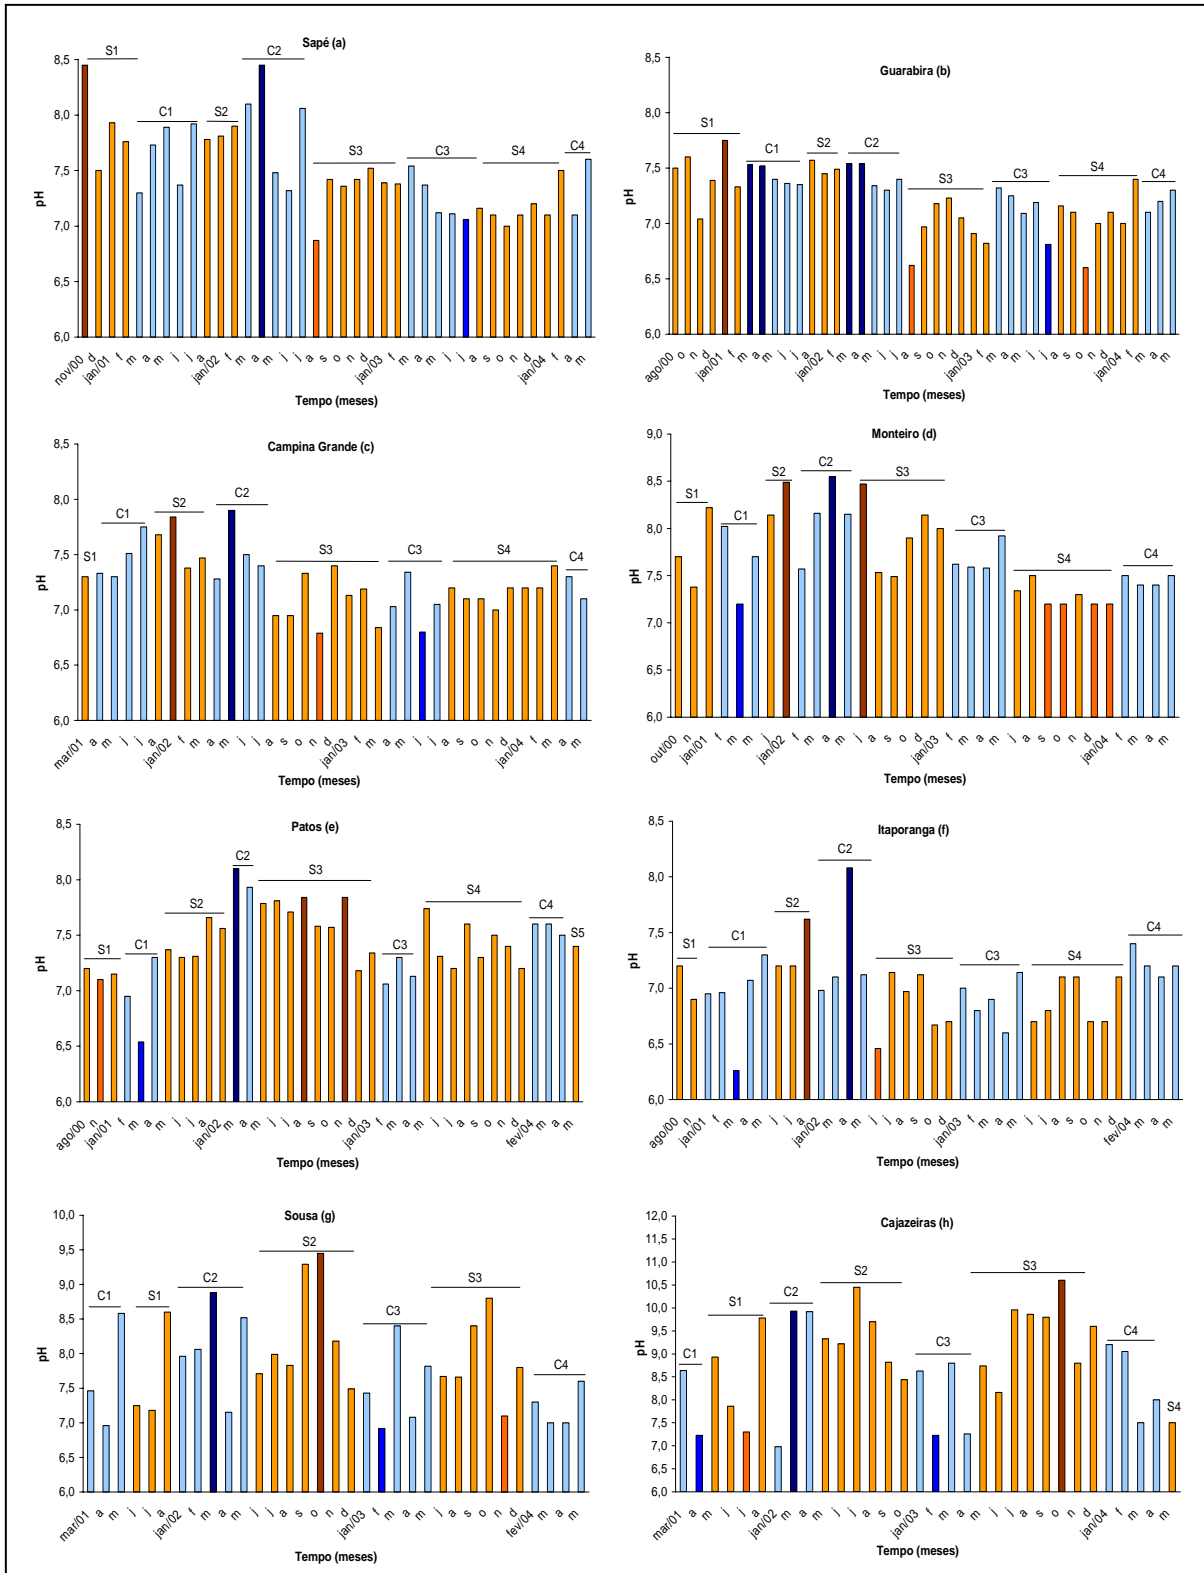 Sapé (a)
S1 C1 S2 C2 S3 C3 S4 C4
8,5
8,0
7,5
7,0
6,5
6,0
pH
nov/00 d jan/01 f m a m j j a jan/02 f m a m j j a s o n d jan/03 f m a m j j a s o n d jan/04 f a m
Tempo (meses)
Guarabira (b)
S1 C1 S2 C2 S3 C3 S4 C4
8,5
8,0
7,5
7,0
6,5
6,0
pH
ago/00 o n d jan/01 f m a m j j a jan/02 f m a m j j a s o n d jan/03 f m a m j j a s o n d jan/04 f m a m
Tempo (meses)
Campina Grande (c)
S1 C1 S2 C2 S3 C3 S4 C4
8,5
8,0
7,5
7,0
6,5
6,0
pH
mar/01 a m j j a jan/02 f m a m j j a s o n d jan/03 f m a m j j a s o n d jan/04 f m a m
Tempo (meses)
Monteiro (d)
S1 C1 S2 C2 S3 C3 S4 C4
9,0
8,5
8,0
7,5
7,0
6,5
6,0
pH
out/00 n jan/01 f m m j jan/02 f m a m j a s o d jan/03 f m a m j a s o n d jan/04 f m a m
Tempo (meses)
Patos (e)
S1 C1 S2 C2 S3 C3 S4 C4 S5
8,5
8,0
7,5
7,0
6,5
6,0
pH
ago/00 n jan/01 f m a m j j a jan/02 m a m j j a s o n d jan/03 f m a m j j a s o n d fev/04 m a m
Tempo (meses)
Itaporanga (f)
S1 C1 S2 C2 S3 C3 S4 C4
8,5
8,0
7,5
7,0
6,5
6,0
pH
ago/00 n jan/01 f m a m j j a jan/02 m a m j j a s o d jan/03 f m a m j j a s o n d fev/04 m a m
Tempo (meses)
Sousa (g)
C1 S1 C2 S2 C3 S3 C4
10,0
9,5
9,0
8,5
8,0
7,5
7,0
6,5
6,0
pH
mar/01 a m j j a jan/02 f m a m j j a s o n d jan/03 f m a m j j a s o n d fev/04 m a m
Tempo (meses)
Cajazeiras (h)
C1 S1 C2 S2 C3 S3 C4 S4
12,0
11,5
11,0
10,5
10,0
9,5
9,0
8,5
8,0
7,5
7,0
6,5
6,0
pH
mar/01 a m j j a jan/02 m a m j j a s o jan/03 f m a m j j a s o n d jan/04 f m a m
Tempo (meses)